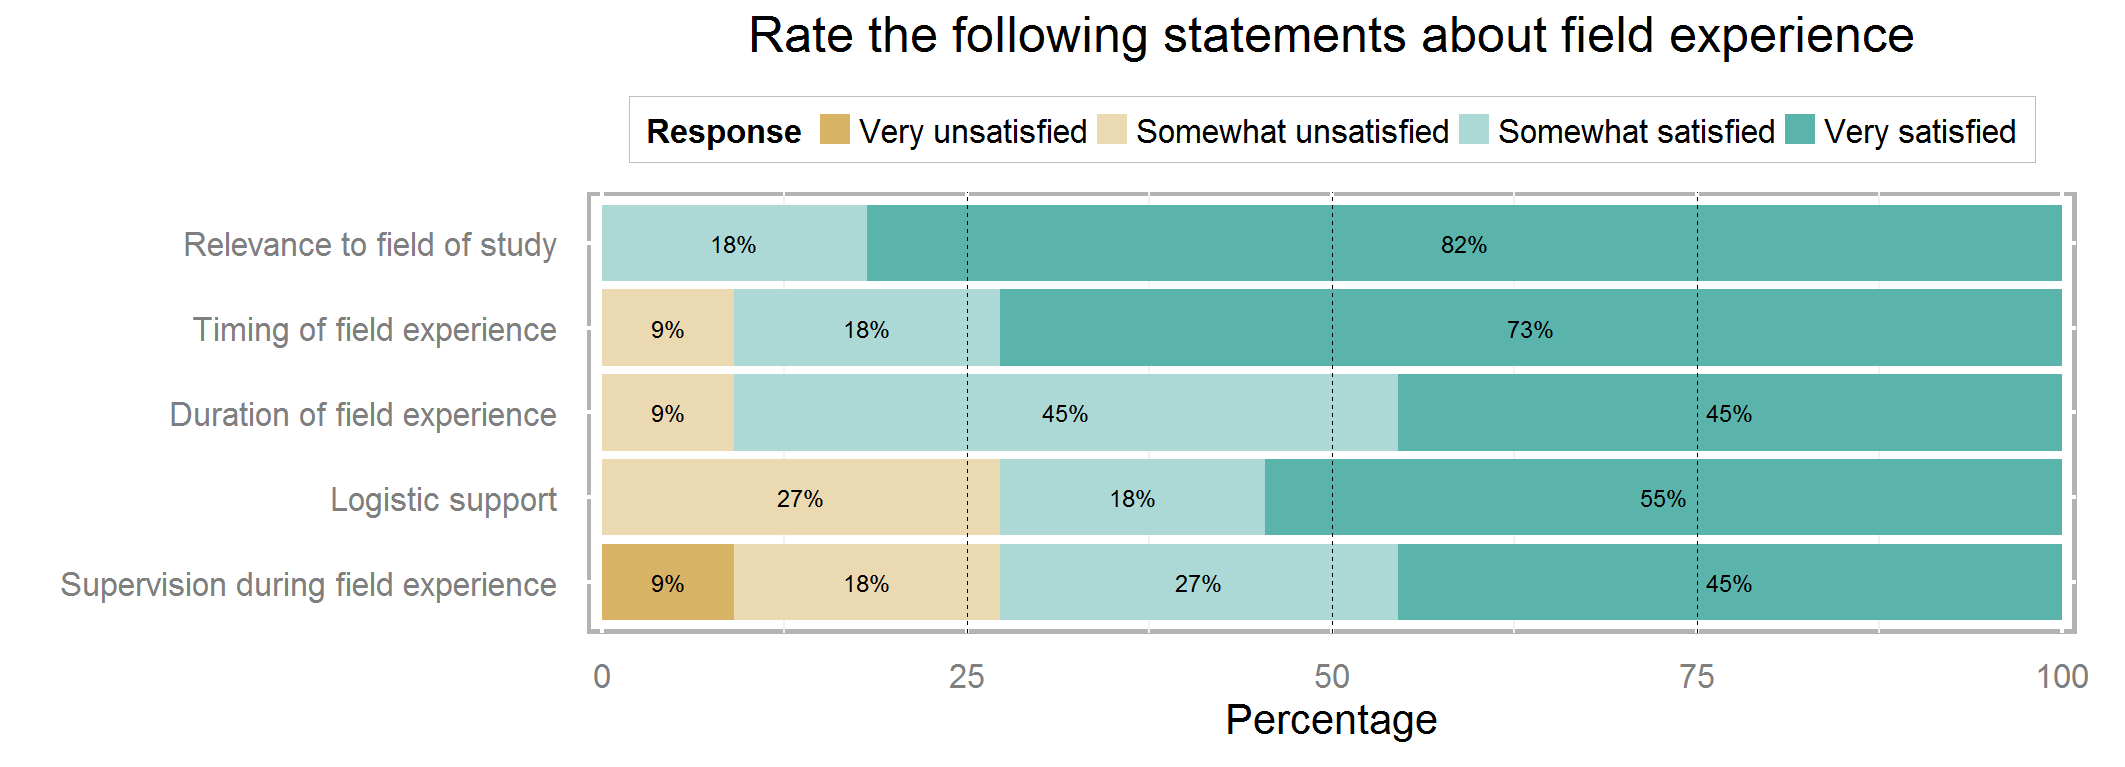 Rate the following statements about field experience
Response Very unsatisfied Somewhat unsatisfied Somewhat satisfied Very satisfied
Relevance to field of study 18% 82%
Timing of field experience 9% 18% 73%
Duration of field experience 9% 45% 45%
Logistic support 27% 18% 55%
Supervision during field experience 9% 18% 27% 45%
0 25 50 75 100
Percentage